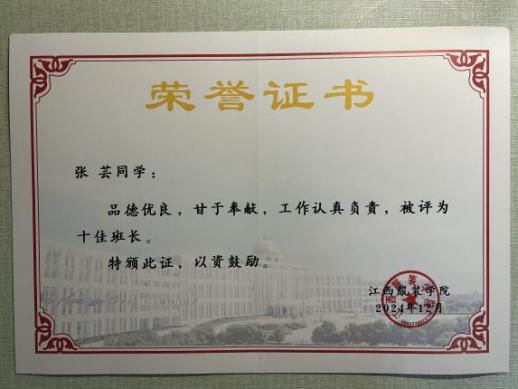 荣誉证书
张 芸同学：
品德优良，甘于奉献，工作认真负责，被评为
十佳班长。
特颁此证，以资鼓励。
江西服装学院
2024年12月